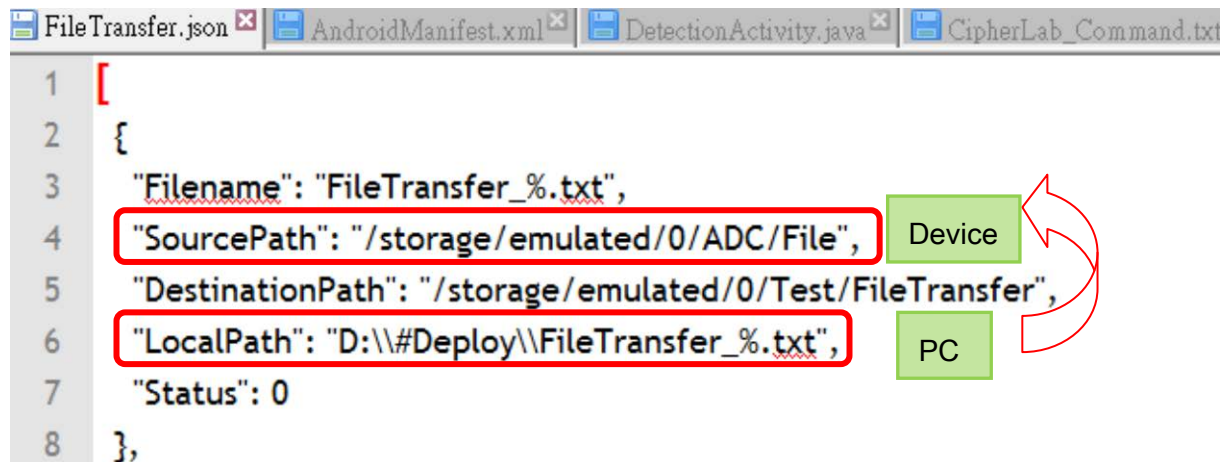 FileTransfer.json AndroidManifest.xml DetectionActivity.java CipherLab_Command.txt
1 [
2 {
3 "Filename": "FileTransfer_%.txt",
4 "SourcePath": "/storage/emulated/0/ADC/File", Device
5 "DestinationPath": "/storage/emulated/0/Test/FileTransfer",
6 "LocalPath": "D:\\#Deploy\\FileTransfer_%.txt", PC
7 "Status": 0
8 },